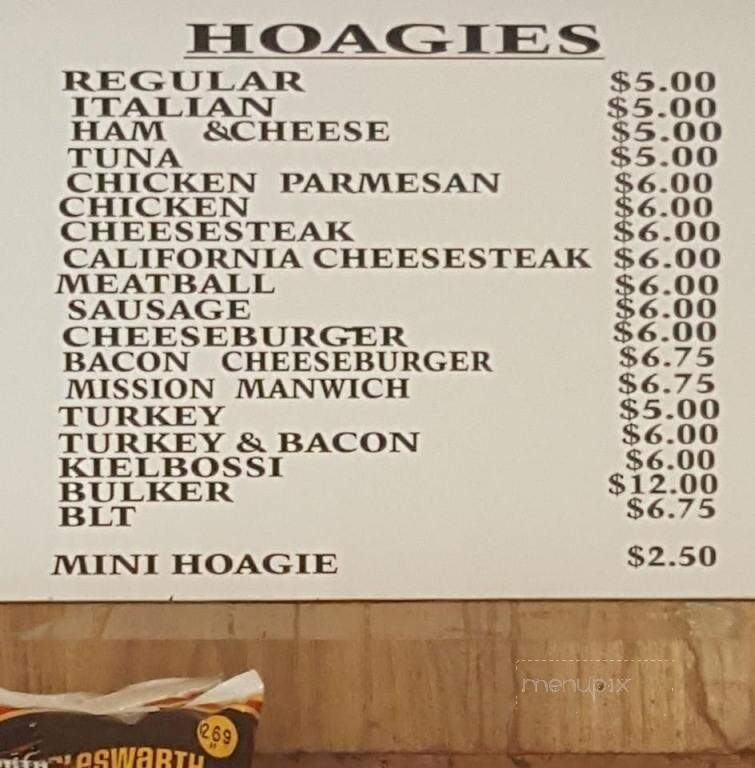 HOAGIES
REGULAR $5.00
ITALIAN $5.00
HAM &CHEESE $5.00
TUNA $5.00
CHICKEN PARMESAN $6.00
CHICKEN $6.00
CHEESESTEAK $6.00
CALIFORNIA CHEESESTEAK $6.00
MEATBALL $6.00
SAUSAGE $6.00
CHEESEBURGER $6.00
BACON CHEESEBURGER $6.75
MISSION MANWICH $6.75
TURKEY $5.00
TURKEY & BACON $6.00
KIELBOSSI $6.00
BULKER $12.00
BLT $6.75
MINI HOAGIE $2.50
menupix
2.69